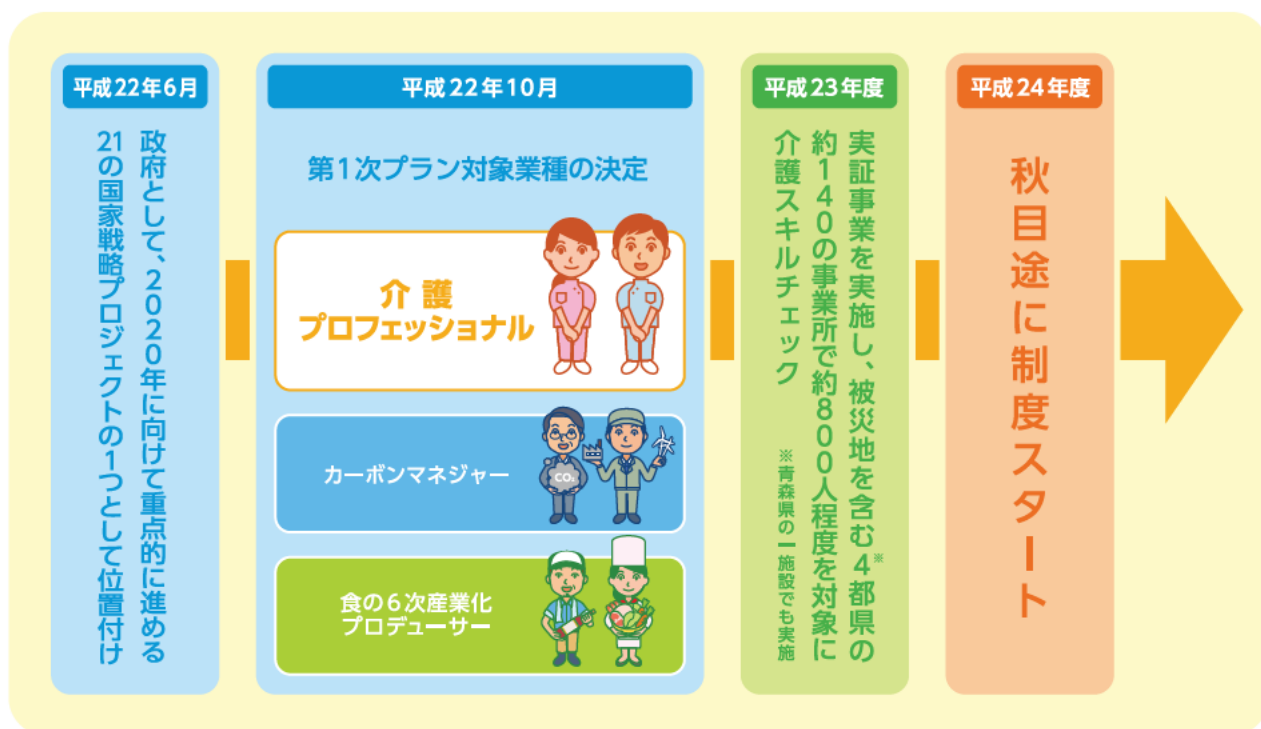 平成22年6月
政府として、2020年に向けて重点的に進める
21の国家戦略プロジェクトの1つとして位置付け
平成22年10月
第1次プラン対象業種の決定
介護
プロフェッショナル
カーボンマネジャー
CO₂
食の6次産業化
プロデューサー
平成23年度
実証事業を実施し、被災地を含む4都県の※
約140の事業所で約800人程度を対象に
介護スキルチェック
※青森県の一施設でも実施
平成24年度
秋目途に制度スタート